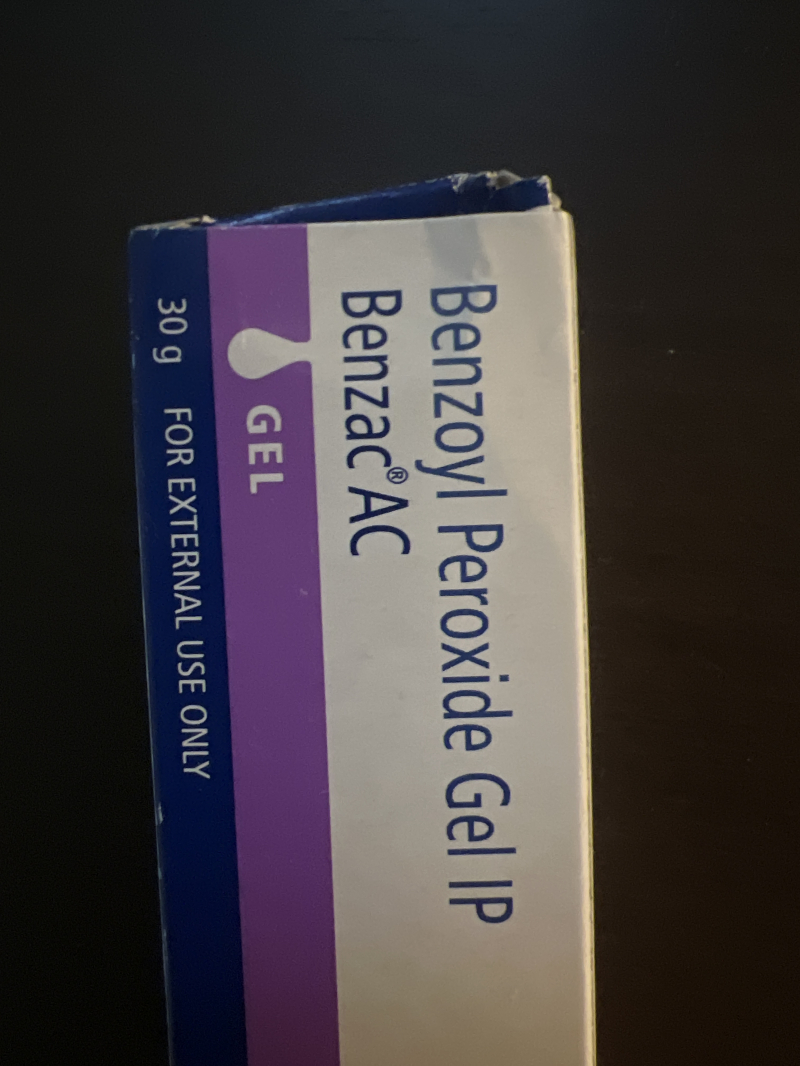 Benzoyl Peroxide Gel IP
Benzac® AC
GEL
30 g FOR EXTERNAL USE ONLY